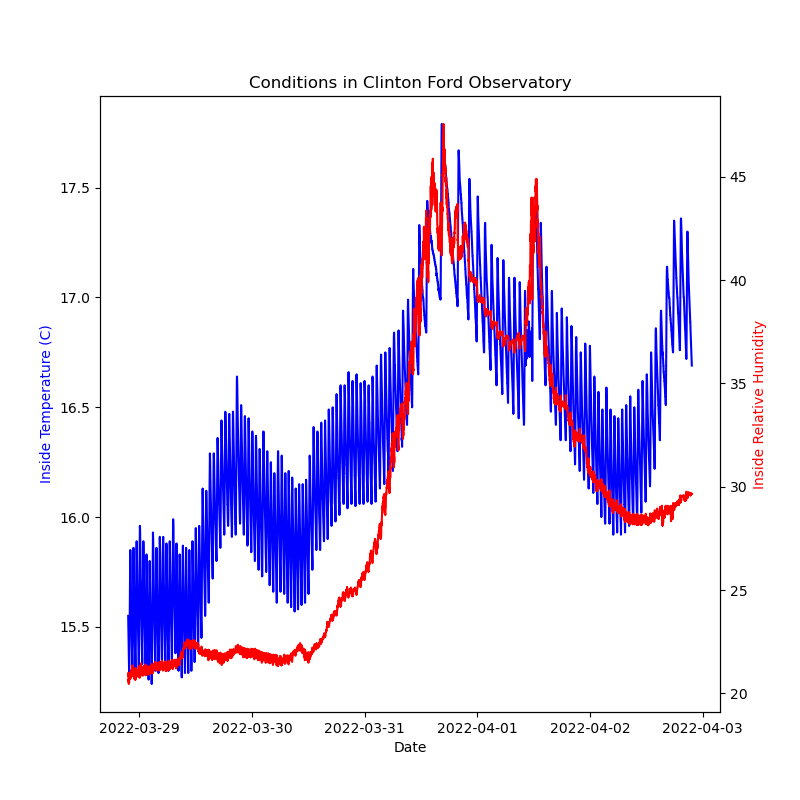 Conditions in Clinton Ford Observatory
Inside Temperature (C)
17.5
17.0
16.5
16.0
15.5
45
40
35
30
25
20
Inside Relative Humidity
2022-03-29 2022-03-30 2022-03-31 2022-04-01 2022-04-02 2022-04-03
Date